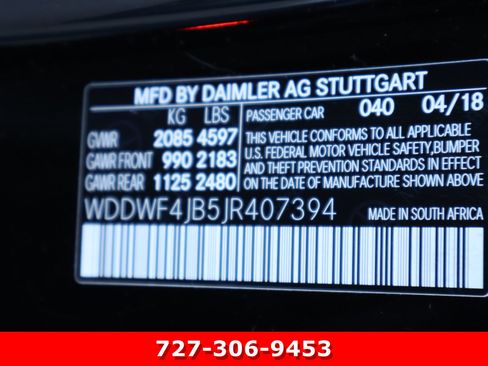 MFD BY DAIMLER AG STUTTGART
KG LBS
GVWR 2085 4597
GAWR FRONT 990 2183
GAWR REAR 1125 2480
PASSENGER CAR 040 04/18
THIS VEHICLE CONFORMS TO ALL APPLICABLE
U.S. FEDERAL MOTOR VEHICLE SAFETY,BUMPER
AND THEFT PREVENTION STANDARDS IN EFFECT
ON THE DATE OF MANUFACTURE SHOWN ABOVE.
WDDWF4JB5JR407394 MADE IN SOUTH AFRICA
727-306-9453